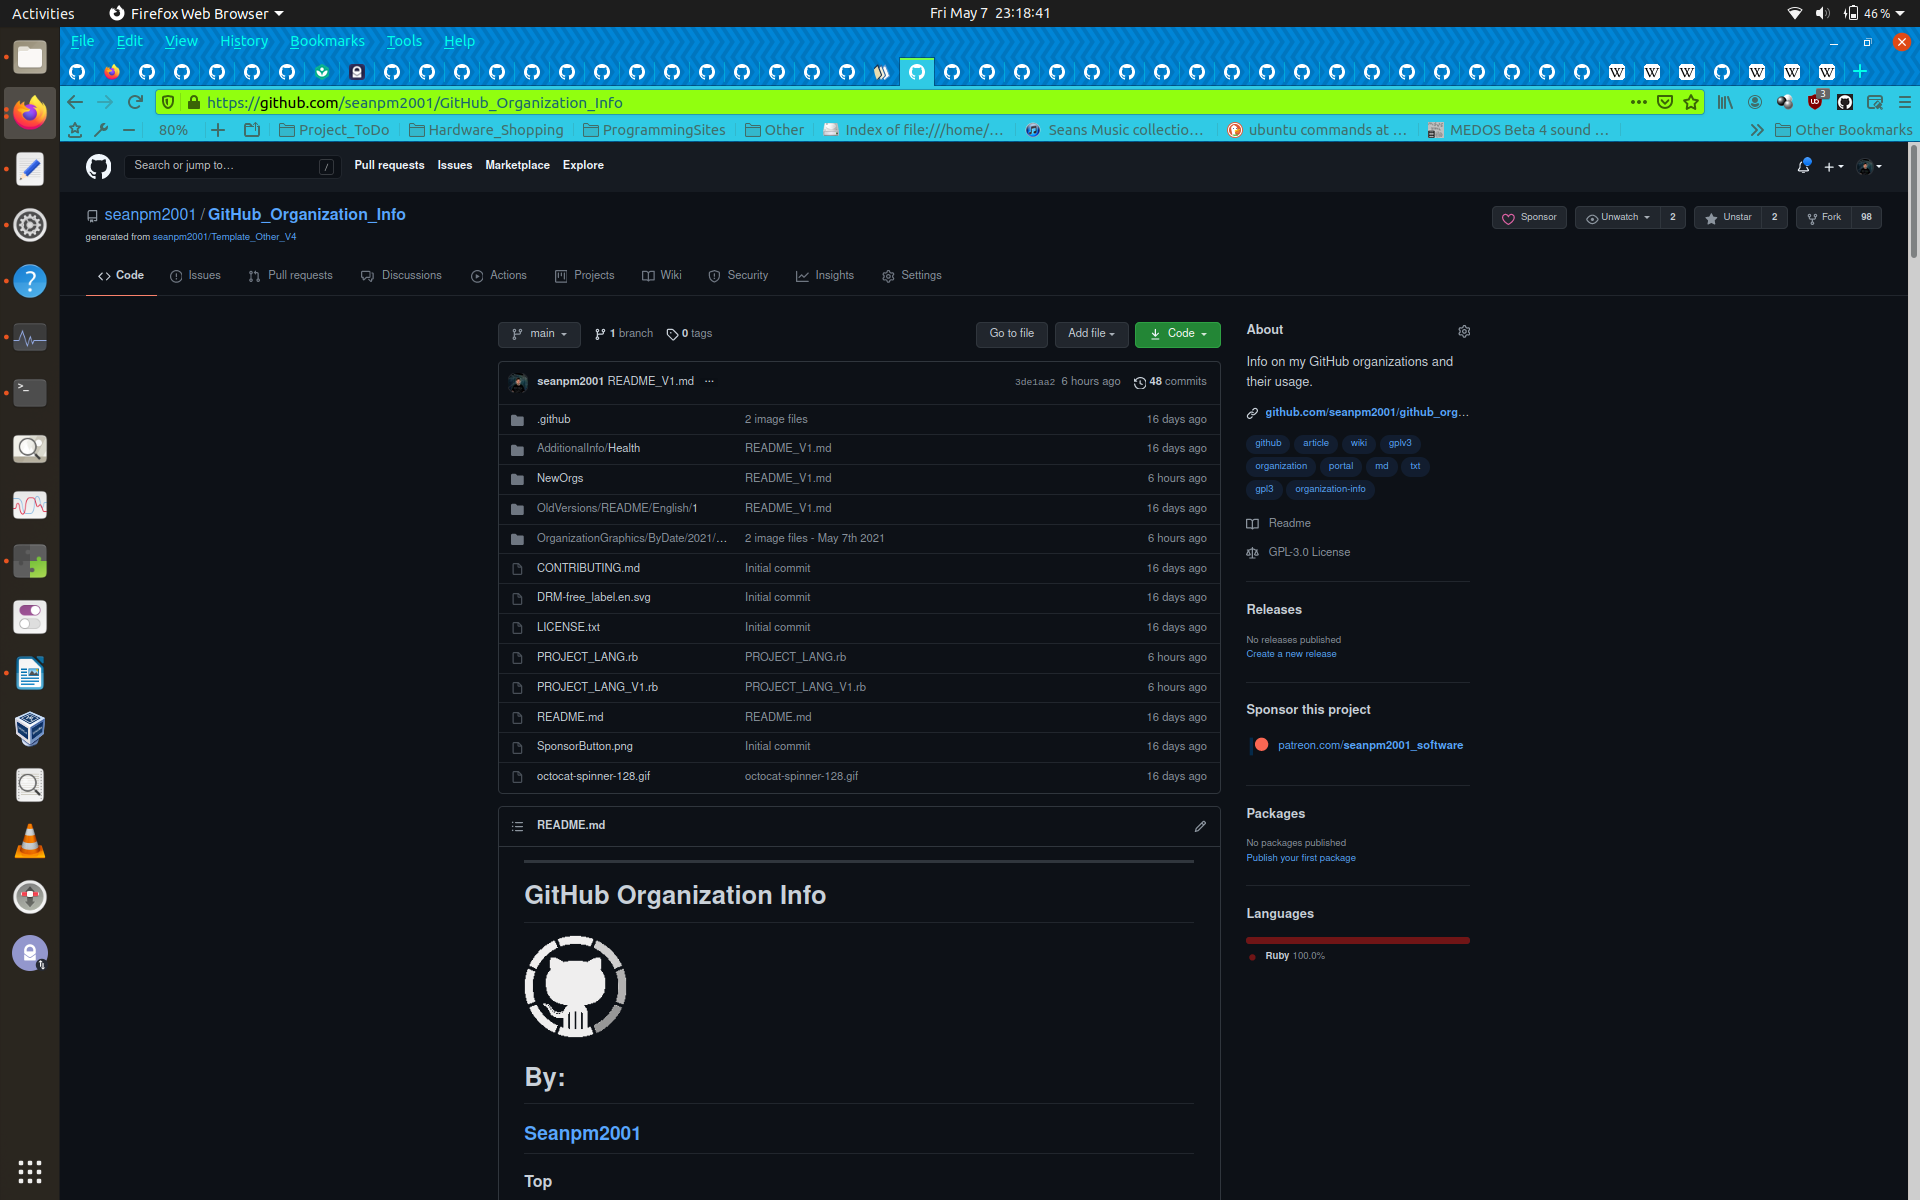 Activities Firefox Web Browser Fri May 7 23:18:41 46 %
File Edit View History Bookmarks Tools Help
https://github.com/seanpm2001/GitHub_Organization_Info 3
80% Project_ToDo Hardware_Shopping ProgrammingSites Other Index of file:///home/... Seans Music collectio... ubuntu commands at ... MEDOS Beta 4 sound ... Other Bookmarks
Search or jump to... / Pull requests Issues Marketplace Explore
seanpm2001 / GitHub_Organization_Info Sponsor Unwatch 2 Unstar 2 Fork 98
generated from seanpm2001/Template_Other_V4
Code Issues Pull requests Discussions Actions Projects Wiki Security Insights Settings
main 1 branch 0 tags Go to file Add file Code
seanpm2001 README_V1.md ... 3de1aa2 6 hours ago 48 commits
.github 2 image files 16 days ago
AdditionalInfo/Health README_V1.md 16 days ago
NewOrgs README_V1.md 6 hours ago
OldVersions/README/English/1 README_V1.md 16 days ago
OrganizationGraphics/ByDate/2021/... 2 image files - May 7th 2021 6 hours ago
CONTRIBUTING.md Initial commit 16 days ago
DRM-free_label.en.svg Initial commit 16 days ago
LICENSE.txt Initial commit 16 days ago
PROJECT_LANG.rb PROJECT_LANG.rb 6 hours ago
PROJECT_LANG_V1.rb PROJECT_LANG_V1.rb 6 hours ago
README.md README.md 16 days ago
SponsorButton.png Initial commit 16 days ago
octocat-spinner-128.gif octocat-spinner-128.gif 16 days ago
README.md
GitHub Organization Info
By:
Seanpm2001
Top
About
Info on my GitHub organizations and
their usage.
github.com/seanpm2001/github_org...
github article wiki gplv3
organization portal md txt
gpl3 organization-info
Readme
GPL-3.0 License
Releases
No releases published
Create a new release
Sponsor this project
patreon.com/seanpm2001_software
Packages
No packages published
Publish your first package
Languages
Ruby 100.0%